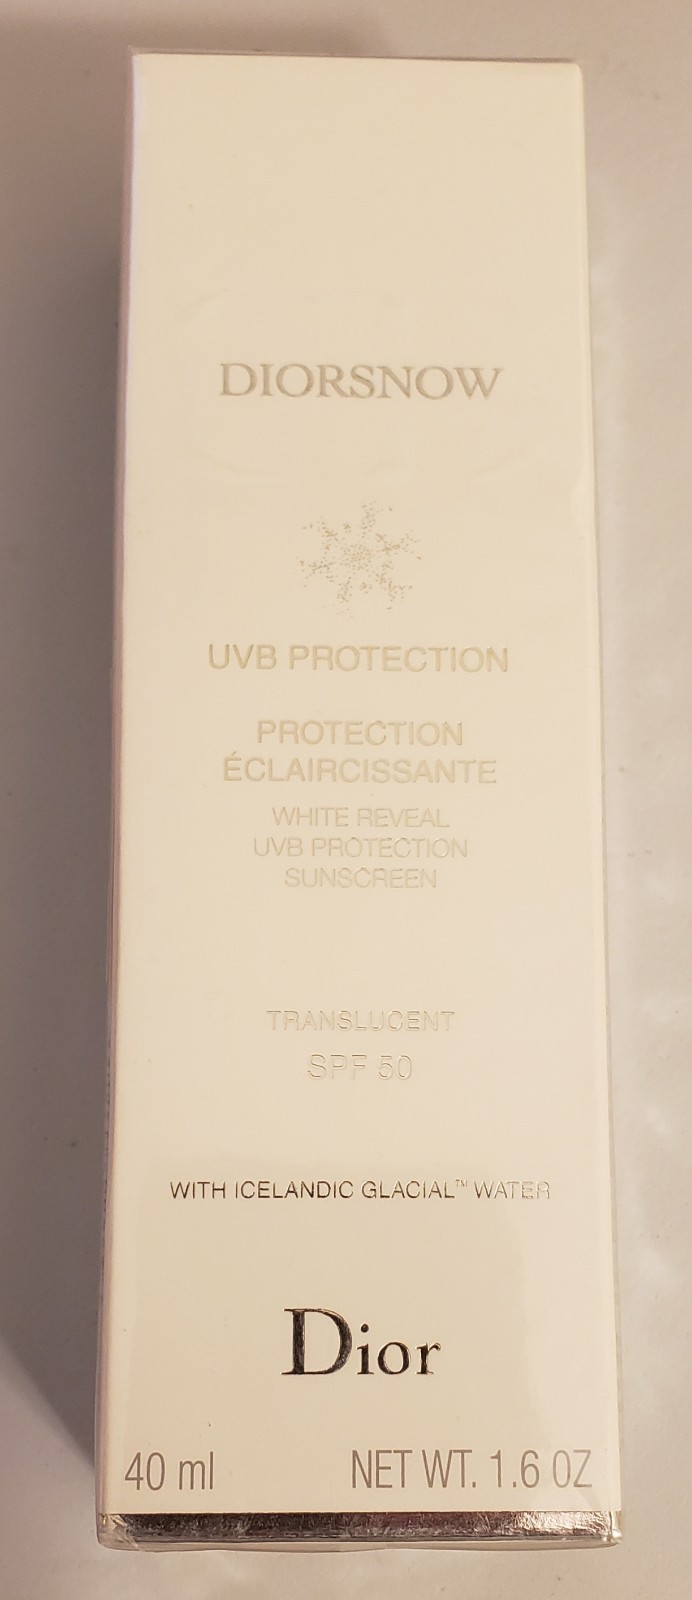 DIORSNOW
UVB PROTECTION
PROTECTION
ÉCLAIRCISSANTE
WHITE REVEAL
UVB PROTECTION
SUNSCREEN
TRANSLUCENT
SPF 50
WITH ICELANDIC GLACIAL™ WATER
Dior
40 ml NET WT. 1.6 OZ